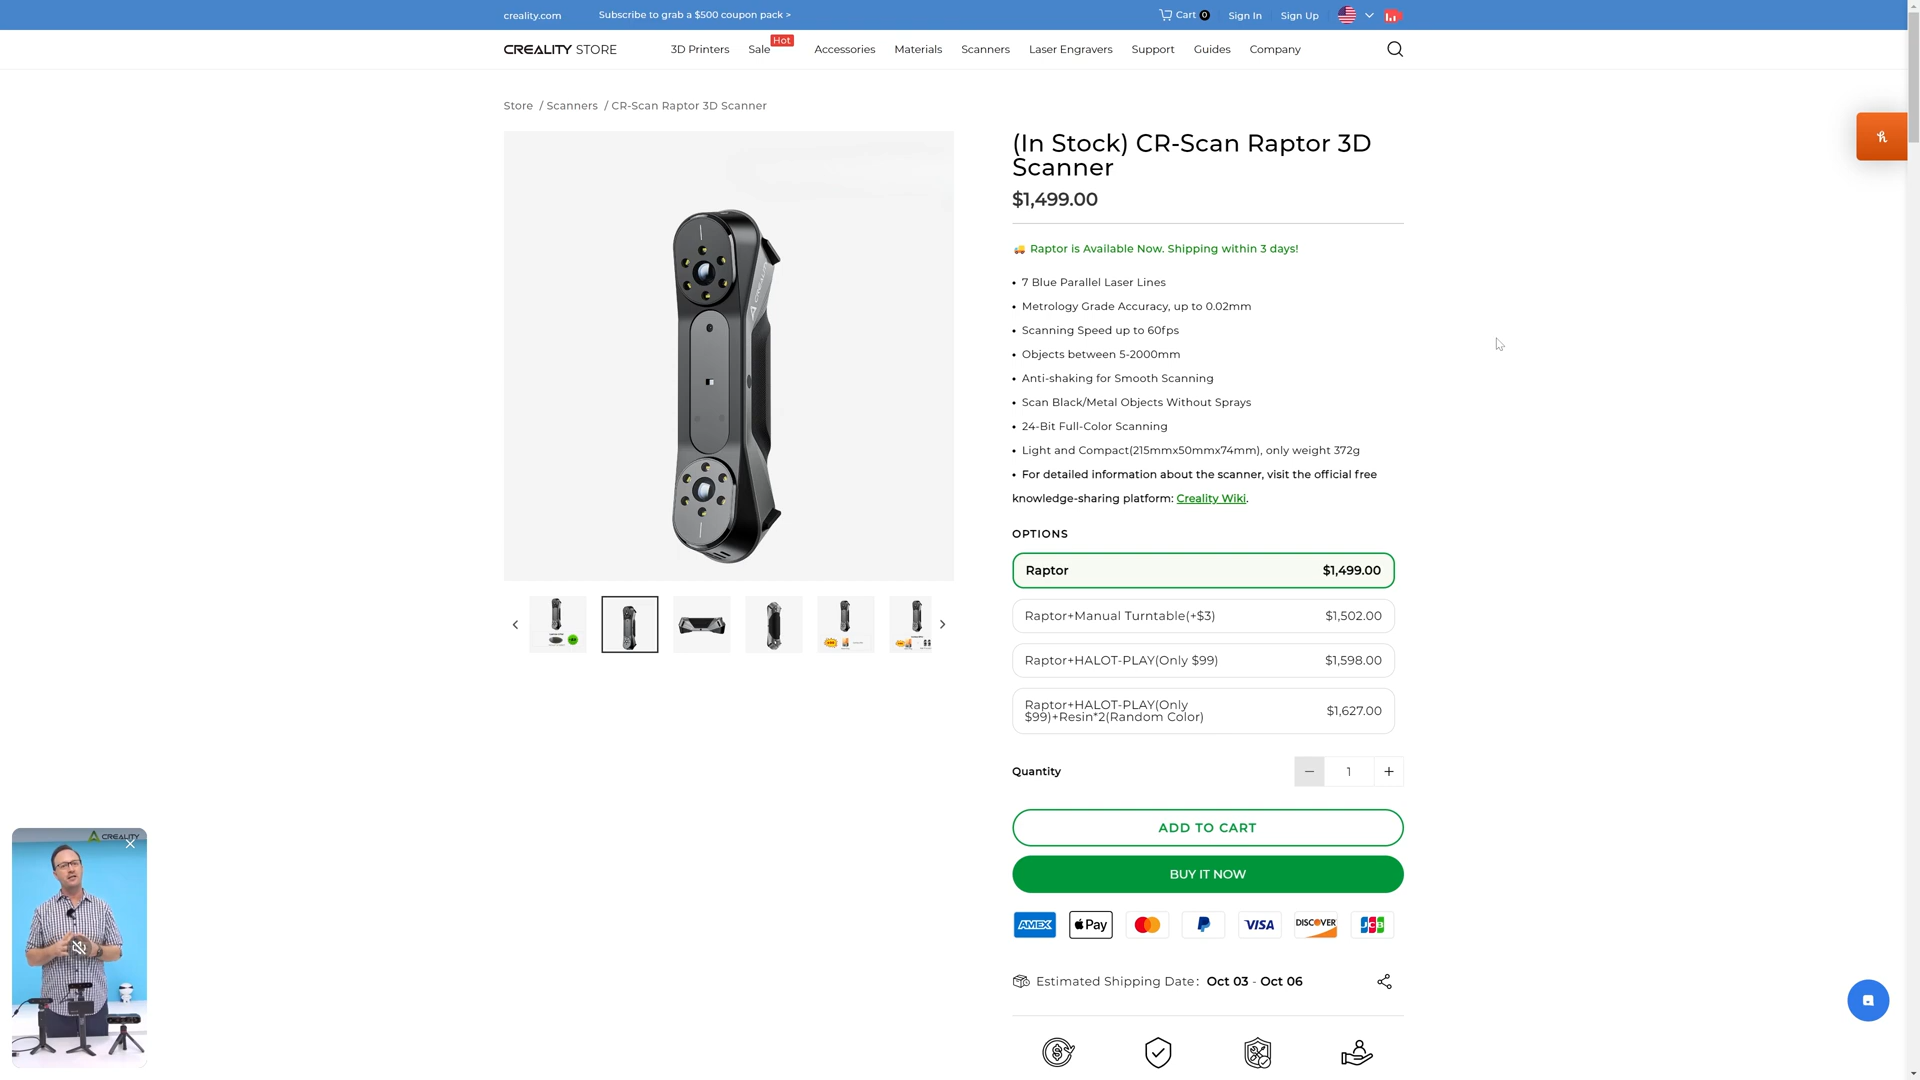 creality.com
Subscribe to grab a $500 coupon pack >
Cart 0
Sign In
Sign Up
CREALITY STORE
3D Printers
Sale
Hot
Accessories
Materials
Scanners
Laser Engravers
Support
Guides
Company
Store / Scanners / CR-Scan Raptor 3D Scanner
(In Stock) CR-Scan Raptor 3D
Scanner
$1,499.00
Raptor is Available Now. Shipping within 3 days!
• 7 Blue Parallel Laser Lines
• Metrology Grade Accuracy, up to 0.02mm
• Scanning Speed up to 60fps
• Objects between 5-2000mm
• Anti-shaking for Smooth Scanning
• Scan Black/Metal Objects Without Sprays
• 24-Bit Full-Color Scanning
• Light and Compact(215mmx50mmx74mm), only weight 372g
• For detailed information about the scanner, visit the official free
knowledge-sharing platform: Creality Wiki.
OPTIONS
Raptor $1,499.00
Raptor+Manual Turntable(+$3) $1,502.00
Raptor+HALOT-PLAY(Only $99) $1,598.00
Raptor+HALOT-PLAY(Only
$99)+Resin*2(Random Color) $1,627.00
Quantity
1
ADD TO CART
BUY IT NOW
AMEX
Pay
VISA
DISCOVER
JCB
Estimated Shipping Date: Oct 03 - Oct 06
CREALITY
CREALITY